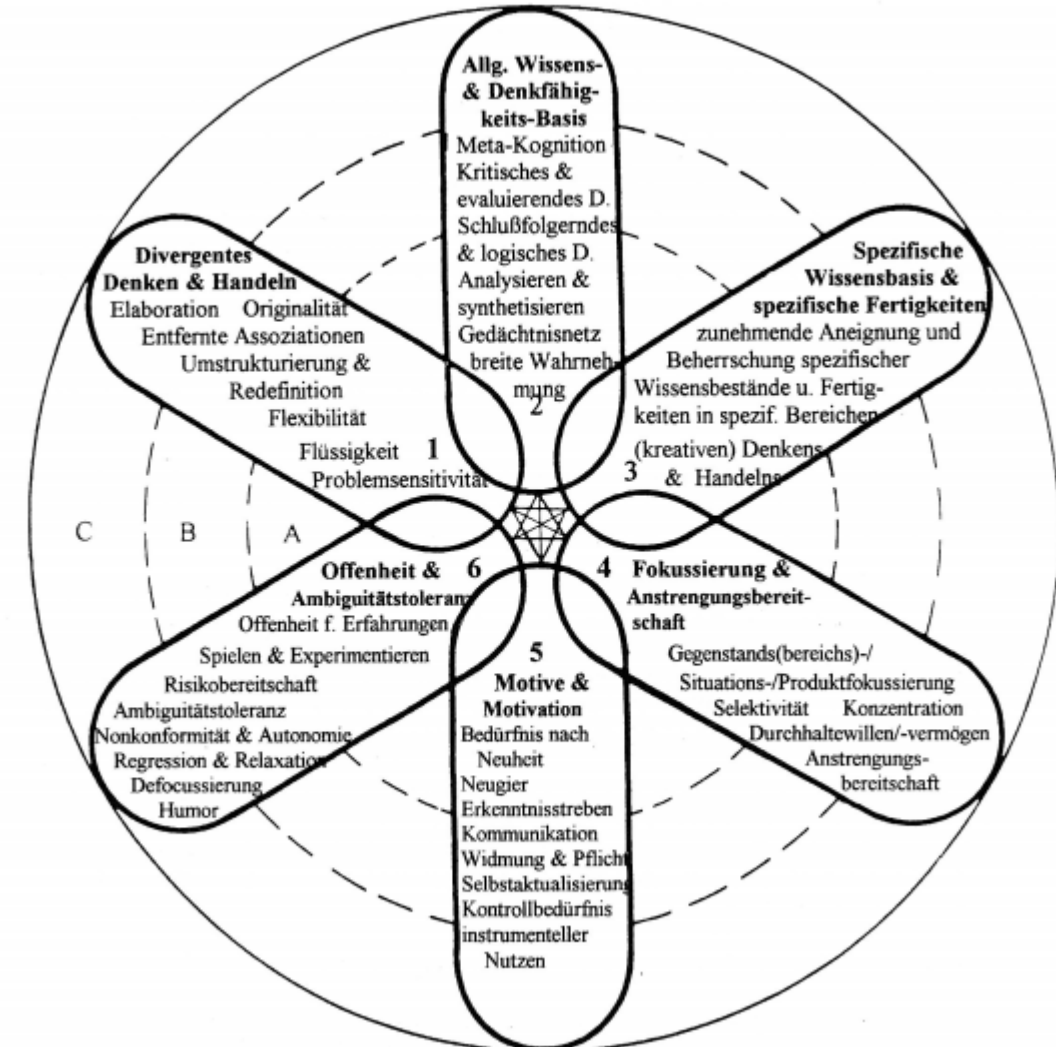 Allg. Wissens-
& Denkfähig-
keits-Basis
Meta-Kognition
Kritisches &
evaluierendes D.
Schlußfolgerndes
& logisches D.
Analysieren &
synthetisieren
Gedächtnisnetz
breite Wahrneh-
mung
2
Divergentes
Denken & Handeln
Elaboration Originalität
Entfernte Assoziationen
Umstrukturierung &
Redefinition
Flexibilität
Flüssigkeit 1
Problemsensitivität
Spezifische
Wissensbasis &
spezifische Fertigkeiten
zunehmende Aneignung und
Beherrschung spezifischer
Wissensbestände u. Fertig-
keiten in spezif. Bereichen
(kreativen) Denkens
3 & Handelns
C B A
Offenheit & 6
Ambiguitätstoleranz
Offenheit f. Erfahrungen
Spielen & Experimentieren
Risikobereitschaft
Ambiguitätstoleranz
Nonkonformität & Autonomie
Regression & Relaxation
Defocussierung
Humor
4 Fokussierung &
Anstrengungsbereit-
schaft
Gegenstands(bereichs)-/
Situations-/Produktfokussierung
Selektivität Konzentration
Durchhaltewillen/-vermögen
Anstrengungs-
bereitschaft
5
Motive &
Motivation
Bedürfnis nach
Neuheit
Neugier
Erkenntnisstreben
Kommunikation
Widmung & Pflicht
Selbstaktualisierung
Kontrollbedürfnis
instrumenteller
Nutzen